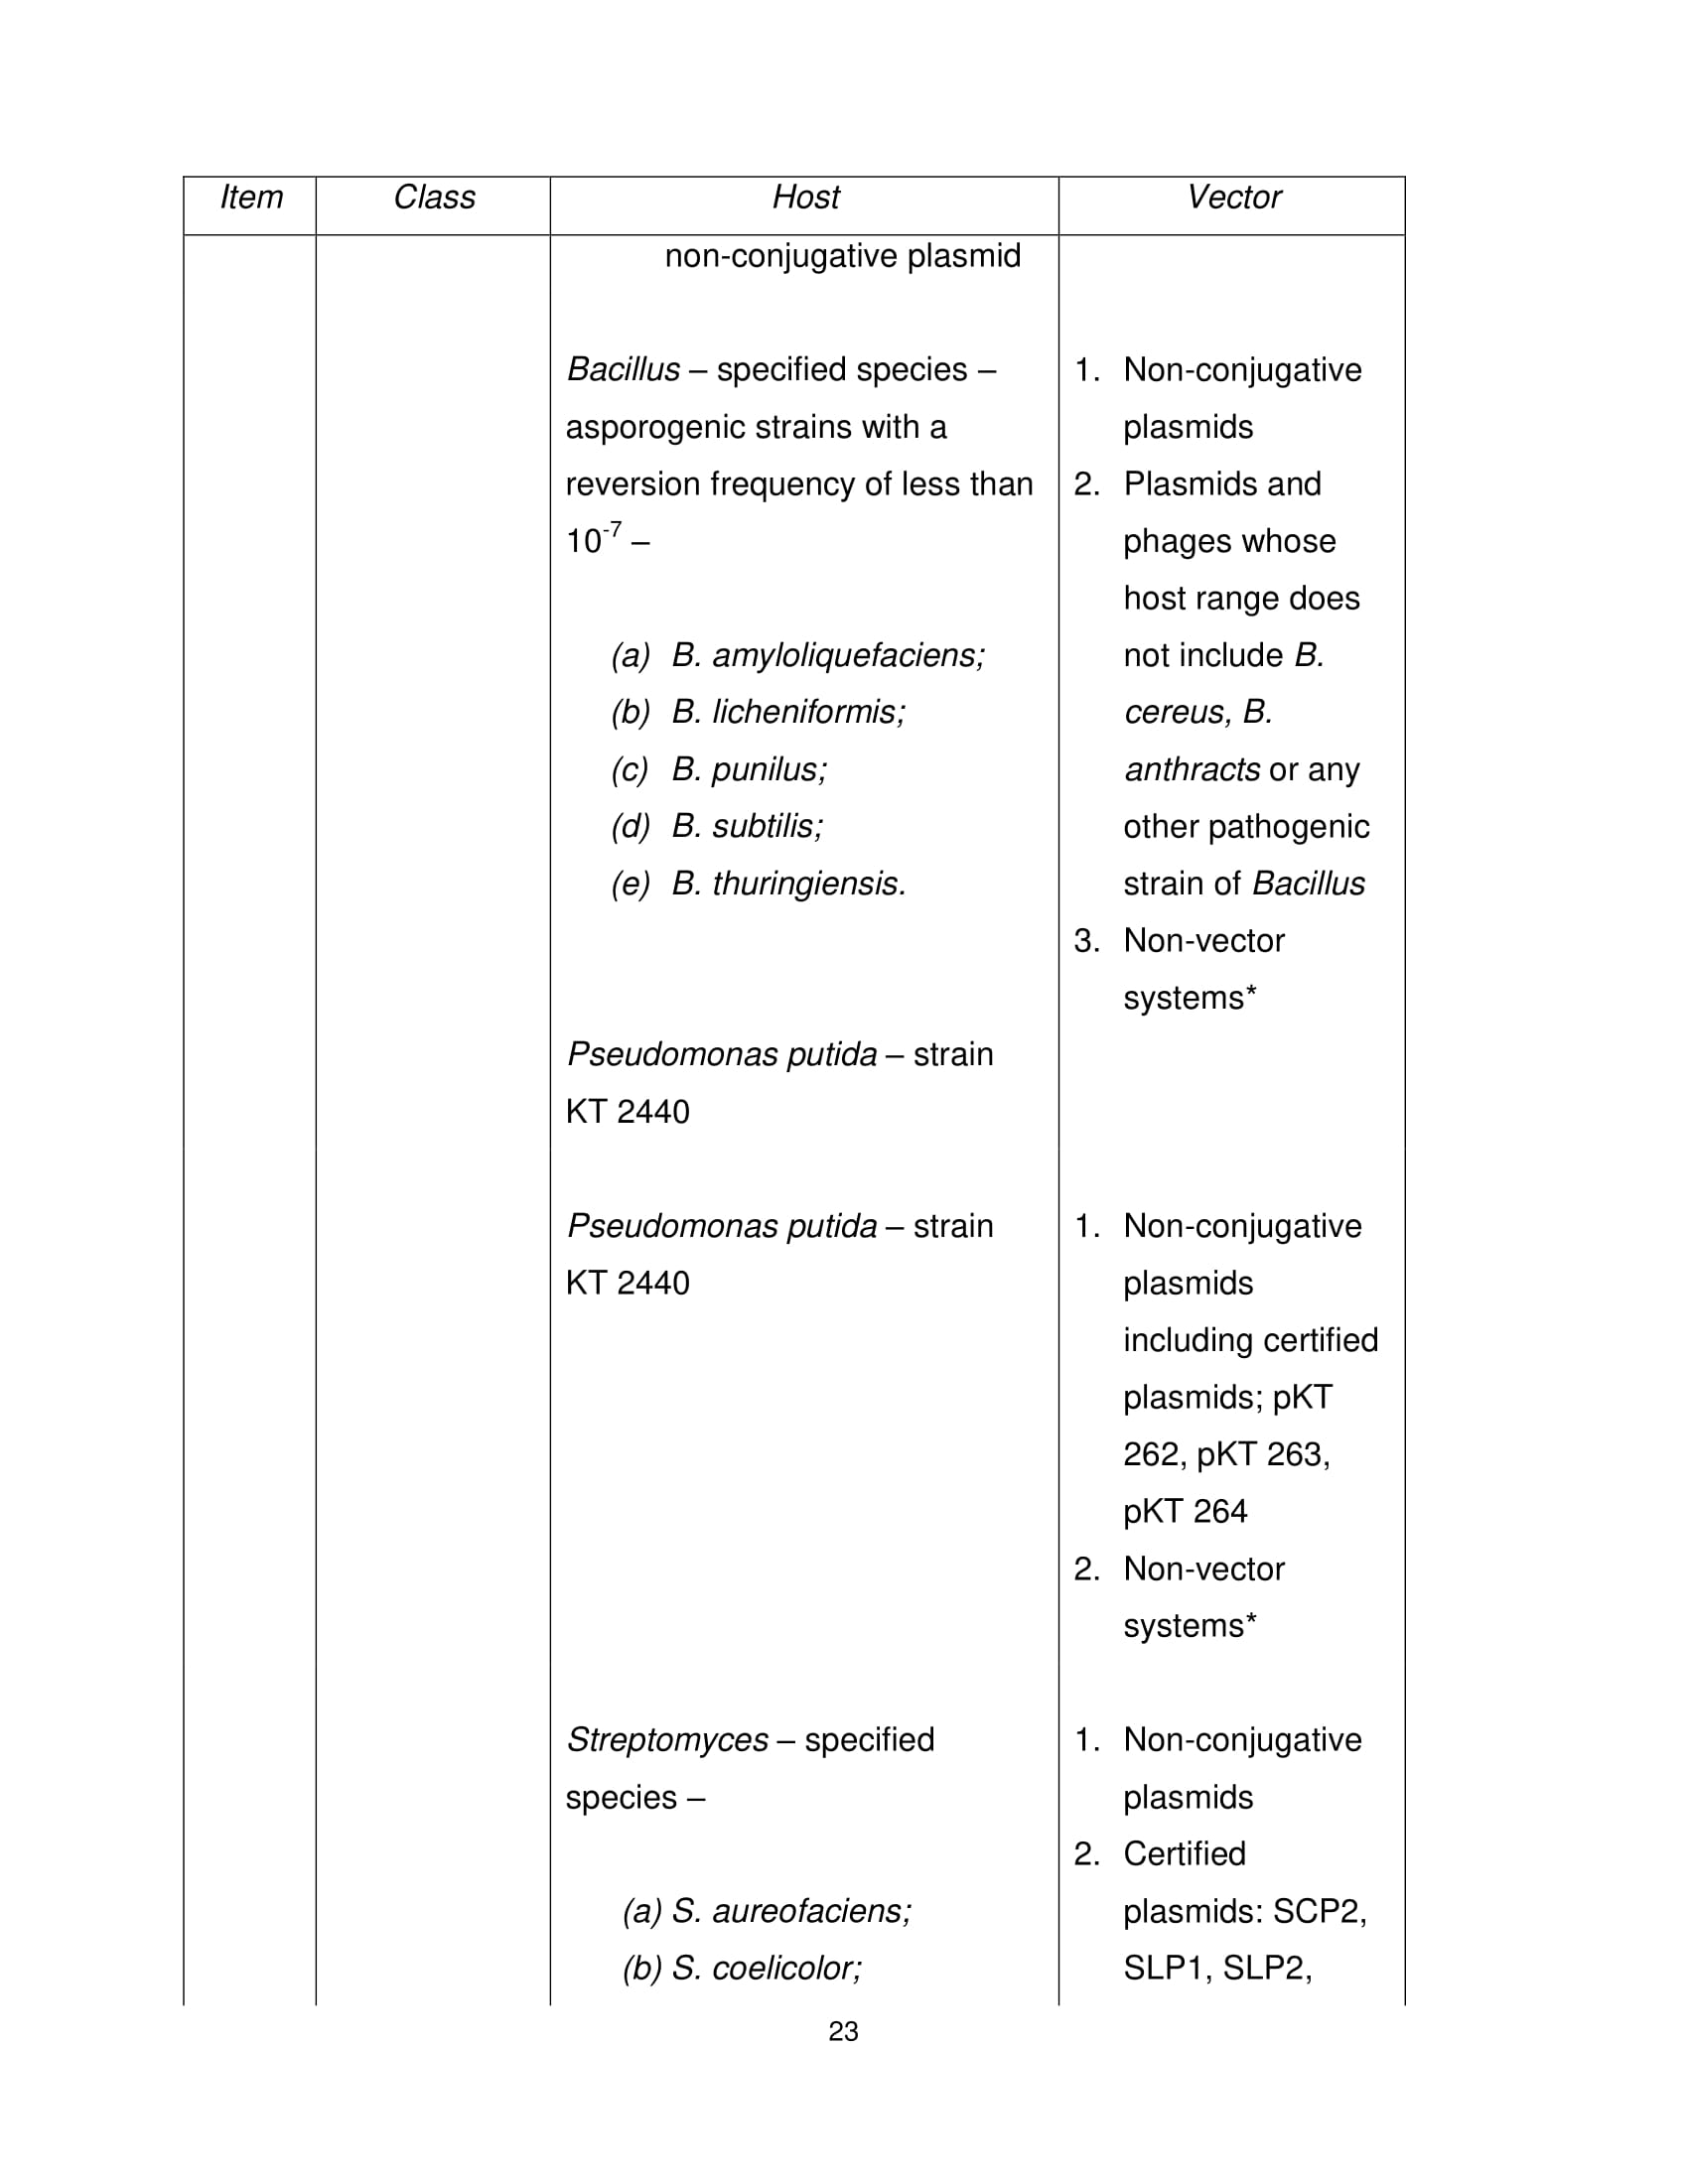 Item Class Host Vector
non-conjugative plasmid
Bacillus – specified species – 1. Non-conjugative
asporogenic strains with a plasmids
reversion frequency of less than 2. Plasmids and
10-7 – phages whose
host range does
(a) B. amyloliquefaciens; not include B.
(b) B. licheniformis; cereus, B.
(c) B. punilus; anthracts or any
(d) B. subtilis; other pathogenic
(e) B. thuringiensis. strain of Bacillus
3. Non-vector
systems*
Pseudomonas putida – strain
KT 2440
Pseudomonas putida – strain 1. Non-conjugative
KT 2440 plasmids
including certified
plasmids; pKT
262, pKT 263,
pKT 264
2. Non-vector
systems*
Streptomyces – specified 1. Non-conjugative
species – plasmids
2. Certified
(a) S. aureofaciens; plasmids: SCP2,
(b) S. coelicolor; SLP1, SLP2,
23